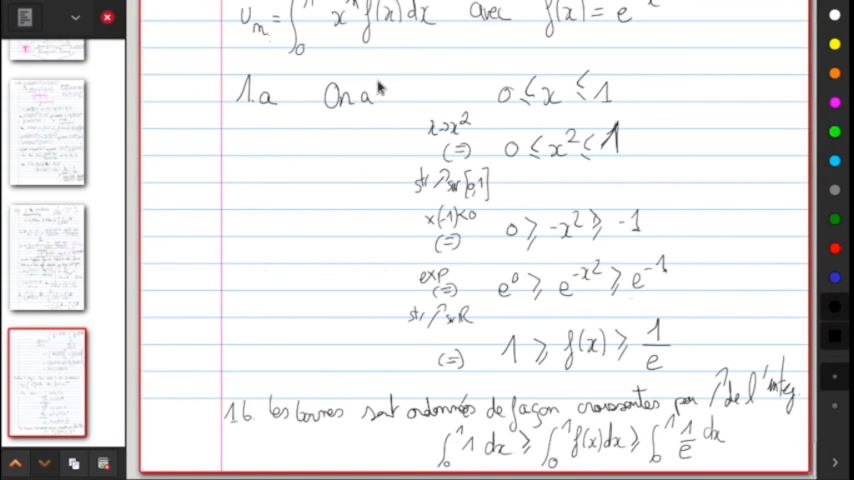 Uₙ = ∫₀¹ xⁿ f(x) dx avec f(x) = e
1.a On a 0 ≤ x ≤ 1
x→x²
(=) 0 ≤ x² ≤ 1
str ↗ sur [0,1]
x(-1)<0
(=) 0 ≥ -x² ≥ -1
exp
(=) e⁰ ≥ e^{-x²} ≥ e^{-1}
str ↗ sur R
(=) 1 ≥ f(x) ≥ 1/e
1b. les bornes sont ordonnées de façon croissantes par ↗ de l'integ.
∫₀¹ 1 dx ≥ ∫₀¹ f(x) dx ≥ ∫₀¹ 1/e dx